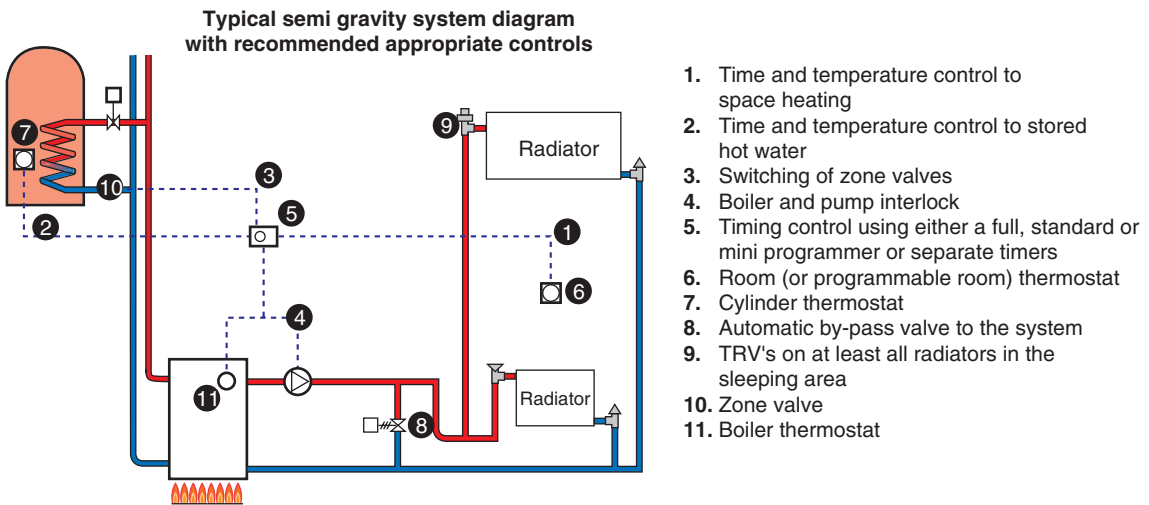 Typical semi gravity system diagram
with recommended appropriate controls
7
10
2
3
5
1
6
4
11
8
9
Radiator
Radiator
1. Time and temperature control to
space heating
2. Time and temperature control to stored
hot water
3. Switching of zone valves
4. Boiler and pump interlock
5. Timing control using either a full, standard or
mini programmer or separate timers
6. Room (or programmable room) thermostat
7. Cylinder thermostat
8. Automatic by-pass valve to the system
9. TRV's on at least all radiators in the
sleeping area
10. Zone valve
11. Boiler thermostat